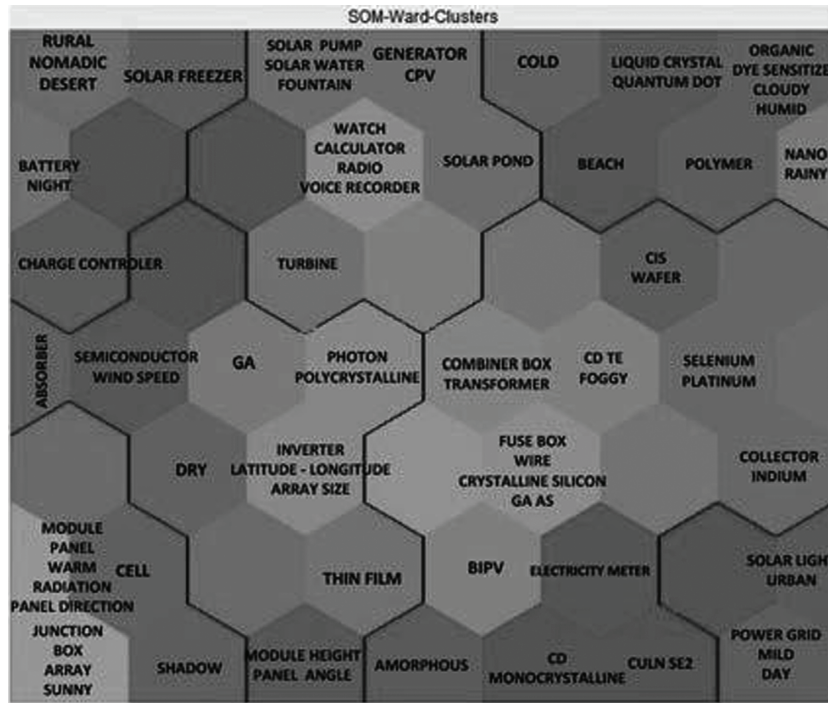 SOM-Ward-Clusters
RURAL
NOMADIC
DESERT
SOLAR FREEZER
SOLAR PUMP
SOLAR WATER
FOUNTAIN
GENERATOR
CPV
COLD
LIQUID CRYSTAL
QUANTUM DOT
ORGANIC
DYE SENSITIZE
CLOUDY
HUMID
BATTERY
NIGHT
WATCH
CALCULATOR
RADIO
VOICE RECORDER
SOLAR POND
BEACH
POLYMER
NANO
RAINY
CHARGE CONTROLER
TURBINE
CIS
WAFER
ABSORBER
SEMICONDUCTOR
WIND SPEED
GA
PHOTON
POLYCRYSTALLINE
COMBINER BOX
TRANSFORMER
CD TE
FOGGY
SELENIUM
PLATINUM
DRY
INVERTER
LATITUDE - LONGITUDE
ARRAY SIZE
FUSE BOX
WIRE
CRYSTALLINE SILICON
GA AS
COLLECTOR
INDIUM
MODULE
PANEL
WARM
RADIATION
PANEL DIRECTION
CELL
THIN FILM
BIPV
ELECTRICITY METER
SOLAR LIGH
URBAN
JUNCTION
BOX
ARRAY
SUNNY
SHADOW
MODULE HEIGHT
PANEL ANGLE
AMORPHOUS
CD
MONOCRYSTALLINE
CULN SE2
POWER GRID
MILD
DAY